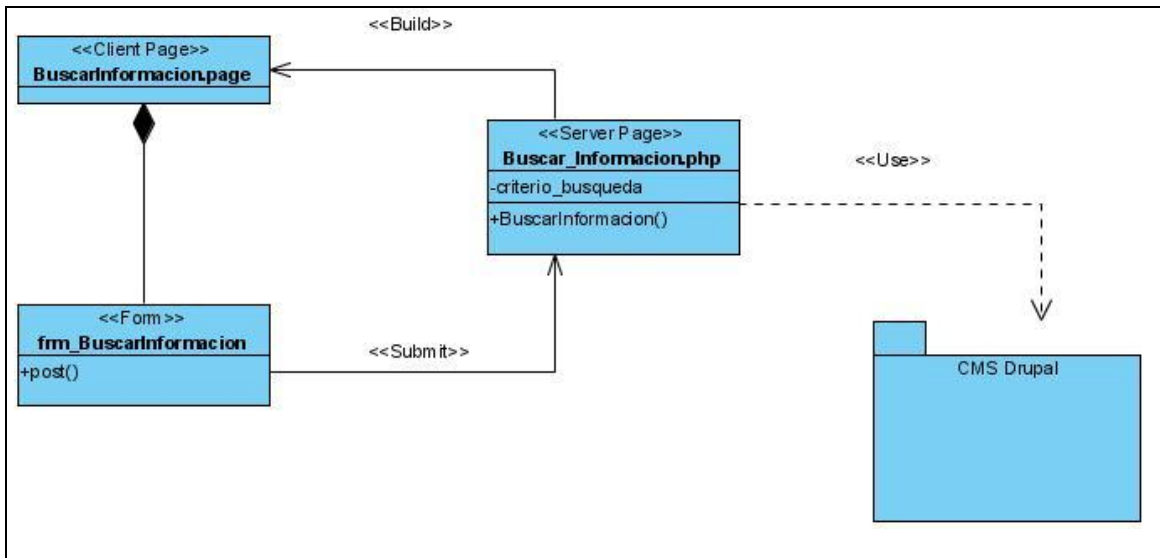 <<Build>>
<<Client Page>>
BuscarInformacion.page
<<Server Page>>
Buscar_Informacion.php
-criterio_busqueda
+BuscarInformacion()
<<Use>>
<<Form>>
frm_BuscarInformacion
+post()
<<Submit>>
CMS Drupal